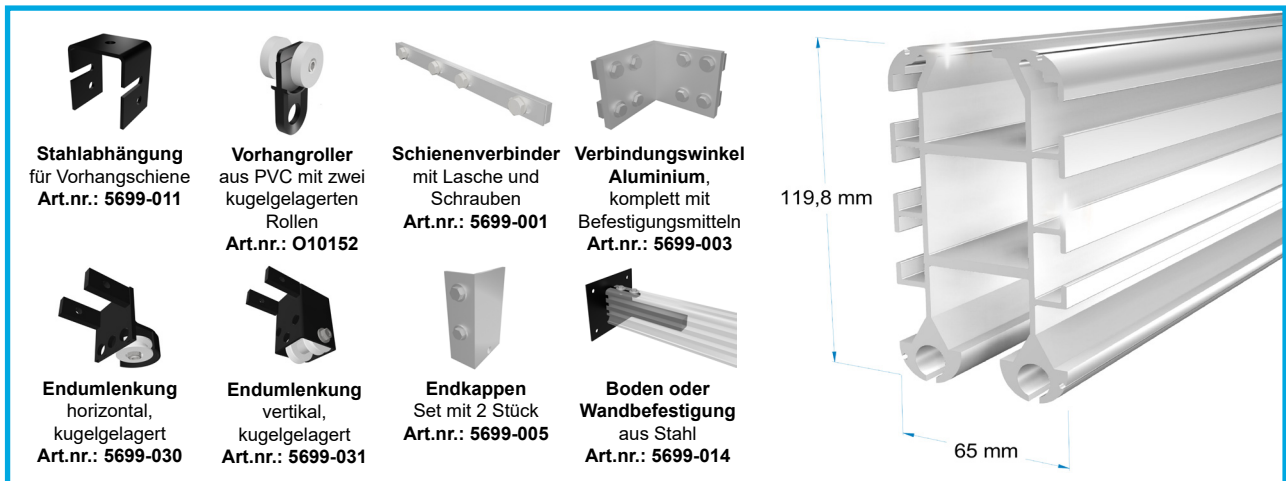 Stahlabhängung
für Vorhangschiene
Art.nr.: 5699-011
Vorhangroller
aus PVC mit zwei
kugelgelagerten
Rollen
Art.nr.: O10152
Schienenverbinder
mit Lasche und
Schrauben
Art.nr.: 5699-001
Verbindungswinkel
Aluminium,
komplett mit
Befestigungsmitteln
Art.nr.: 5699-003
Endumlenkung
horizontal,
kugelgelagert
Art.nr.: 5699-030
Endumlenkung
vertikal,
kugelgelagert
Art.nr.: 5699-031
Endkappen
Set mit 2 Stück
Art.nr.: 5699-005
Boden oder
Wandbefestigung
aus Stahl
Art.nr.: 5699-014
119,8 mm
65 mm